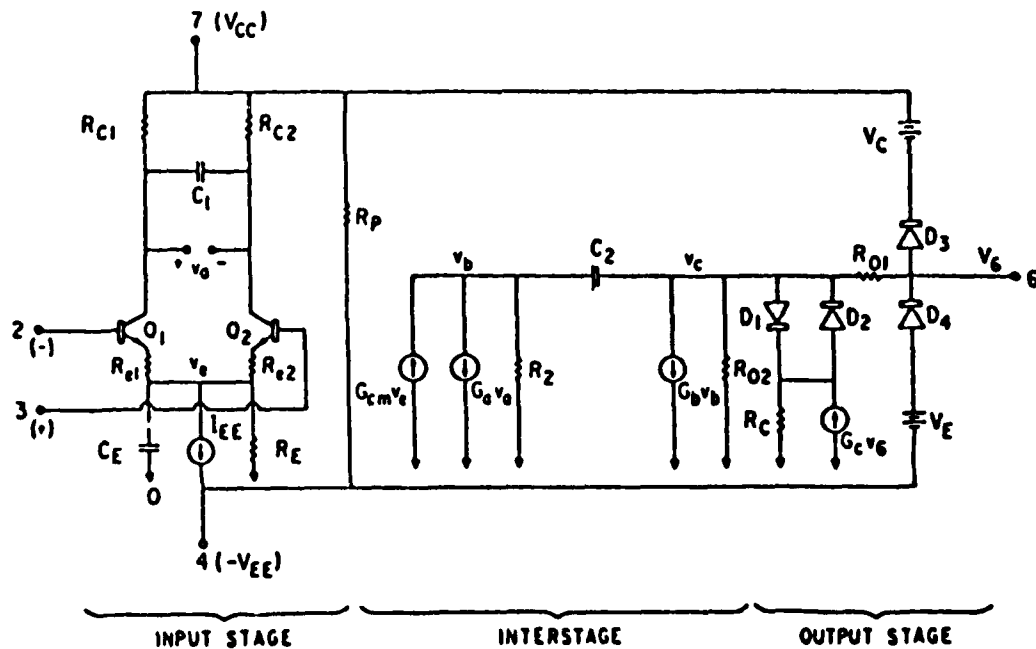 7 (VCC)
RC1
RC2
C1
+ va -
RP
VC
D3
R01
V6
6
vb
C2
vc
2
(-)
Q1
Q2
ve
Re1
Re2
3
(+)
IEE
CE
RE
0
Gcmve
Gava
R2
Gbvb
R02
D1
D2
D4
RC
Gcv6
VE
4 (-VEE)
INPUT STAGE
INTERSTAGE
OUTPUT STAGE